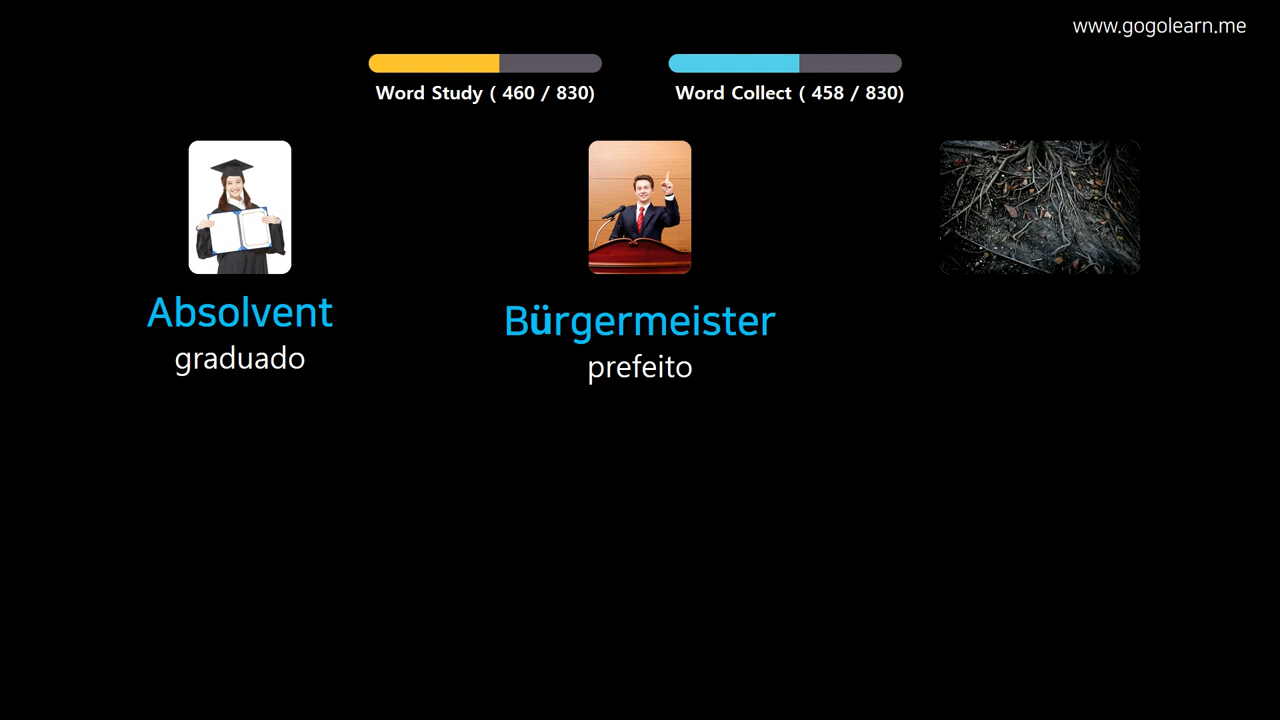 www.gogolearn.me
Word Study ( 460 / 830)
Word Collect ( 458 / 830)
Absolvent
graduado
Bürgermeister
prefeito